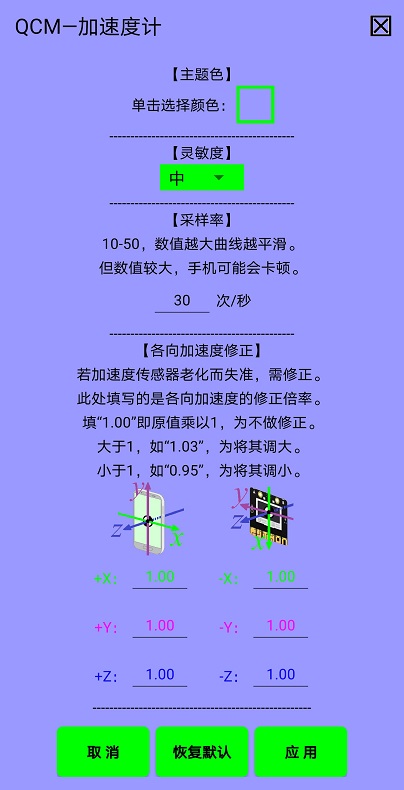 QCM—加速度计
【主题色】
单击选择颜色：
--------------------------------------------
【灵敏度】
中
--------------------------------------------
【采样率】
10-50，数值越大曲线越平滑。
但数值较大，手机可能会卡顿。
30 次/秒
--------------------------------------------
【各向加速度修正】
若加速度传感器老化而失准，需修正。
此处填写的是各向加速度的修正倍率。
填“1.00”即原值乘以1，为不做修正。
大于1，如“1.03”，为将其调大。
小于1，如“0.95”，为将其调小。
y y
z x z x
+X： 1.00 -X： 1.00
+Y： 1.00 -Y： 1.00
+Z： 1.00 -Z： 1.00
----------------------------------------------------
取 消 恢复默认 应 用